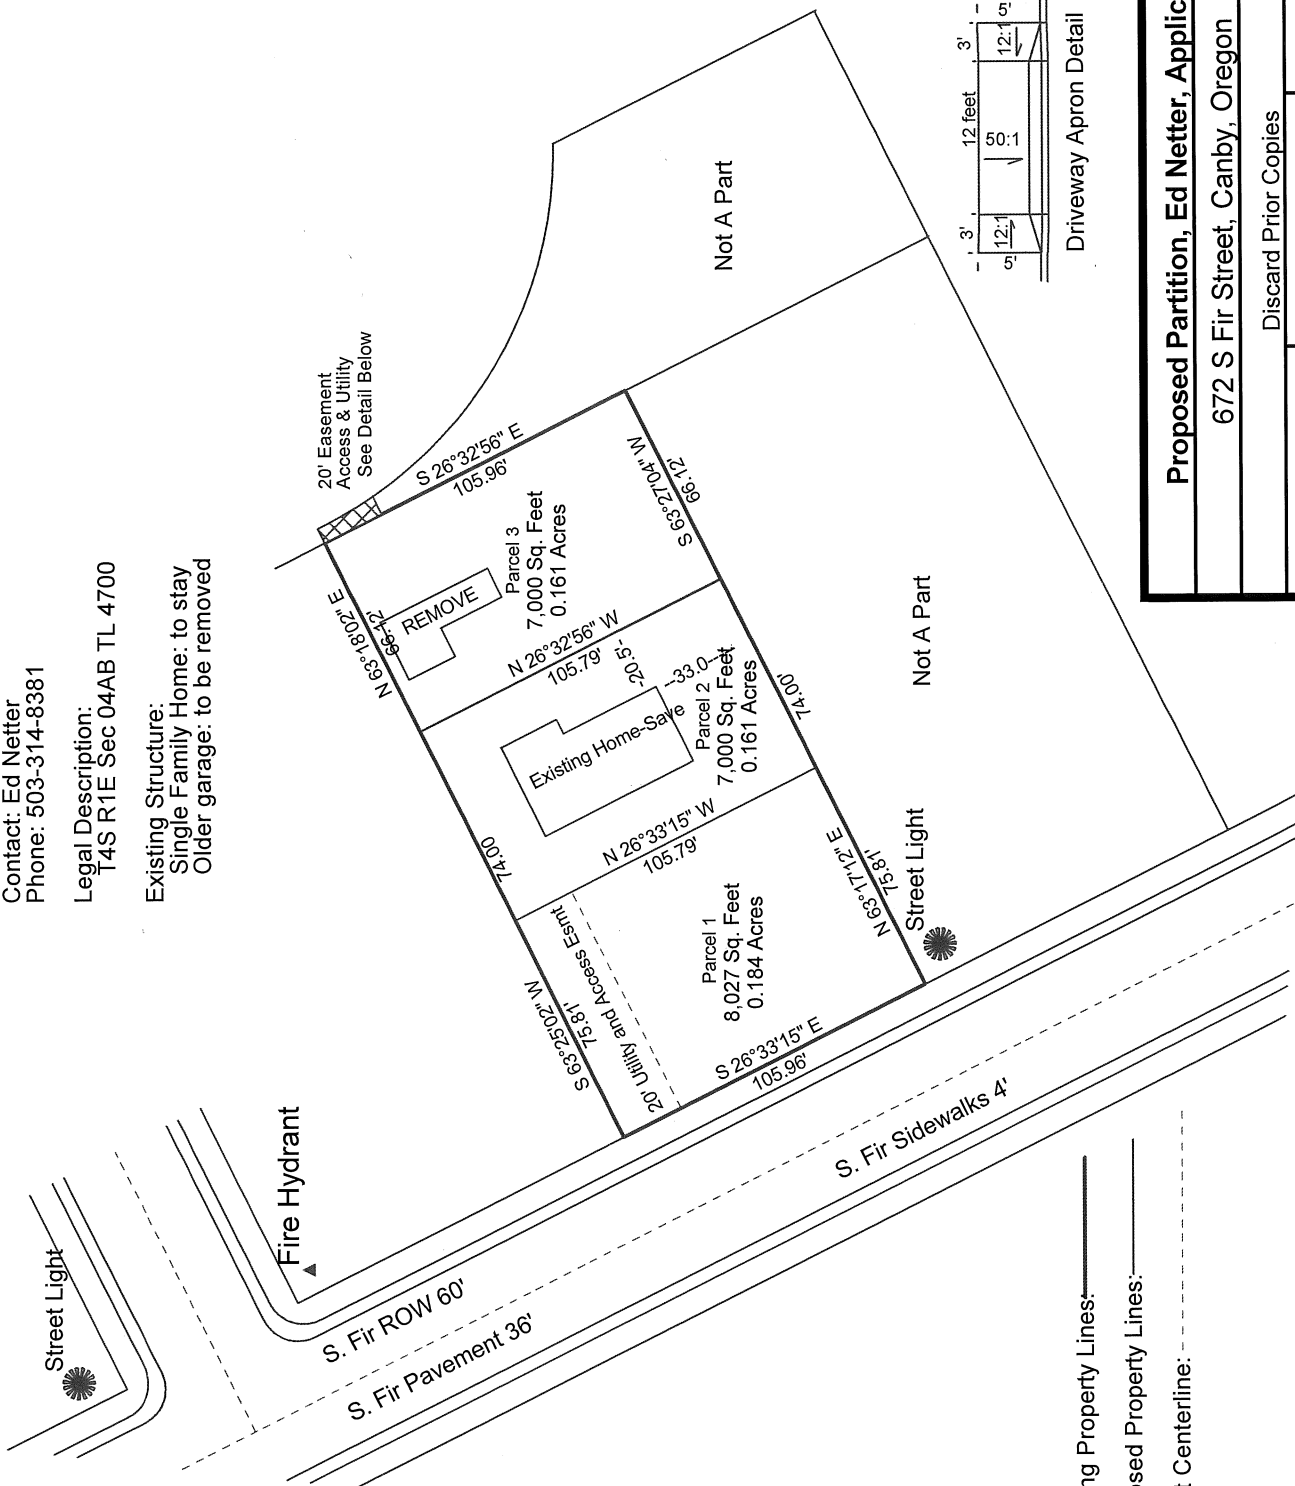 Contact: Ed Netter
Phone: 503-314-8381
Legal Description:
T4S R1E Sec 04AB TL 4700
Existing Structure:
Single Family Home: to stay
Older garage: to be removed
Street Light
Fire Hydrant
S. Fir ROW 60'
S. Fir Pavement 36'
S. Fir Sidewalks 4'
20' Easement
Access & Utility
See Detail Below
N 63°18'02" E
66.12'
REMOVE
S 26°32'56" E
105.96'
Parcel 3
7,000 Sq. Feet
0.161 Acres
S 63°27'04" W
66.12'
N 26°32'56" W
105.79'
74.00
Existing Home-Save
20.5'
33.0
Parcel 2
7,000 Sq. Feet
0.161 Acres
74.00'
N 26°33'15" W
105.79'
S 63°25'02" W
75.81'
20' Utility and Access Esmt
Parcel 1
8,027 Sq. Feet
0.184 Acres
S 26°33'15" E
105.96'
N 63°17'12" E
75.81'
Street Light
Not A Part
Not A Part
5'
3'
12:1
12 feet
50:1
3'
12:1
5'
Driveway Apron Detail
ng Property Lines:
osed Property Lines:
t Centerline:
Proposed Partition, Ed Netter, Applic
672 S Fir Street, Canby, Oregon
Discard Prior Copies